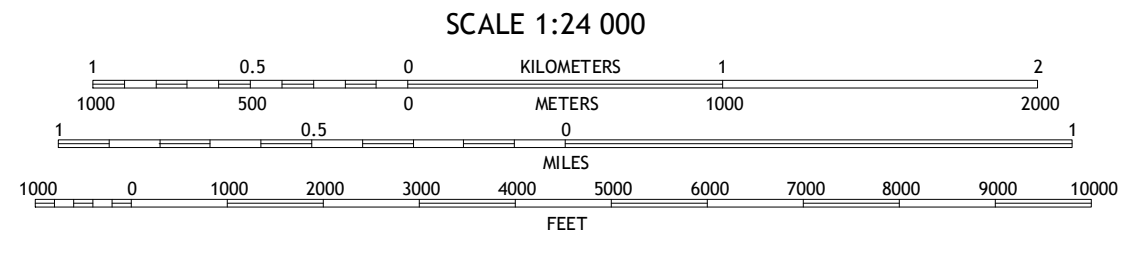 SCALE 1:24 000
1 0.5 0 KILOMETERS 1 2
1000 500 0 METERS 1000 2000
1 0.5 0 1
MILES
1000 0 1000 2000 3000 4000 5000 6000 7000 8000 9000 10000
FEET